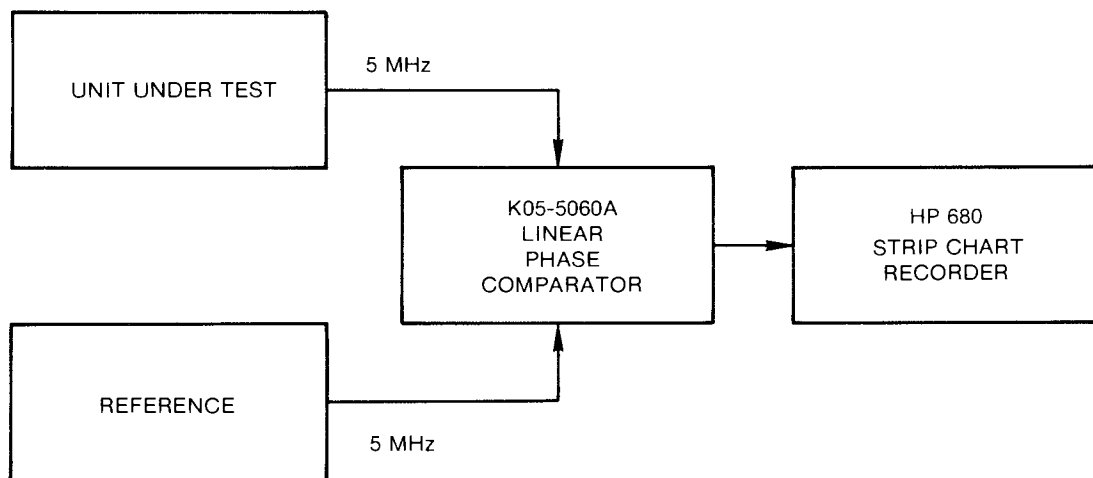 UNIT UNDER TEST
5 MHz
K05-5060A
LINEAR
PHASE
COMPARATOR
HP 680
STRIP CHART
RECORDER
REFERENCE
5 MHz